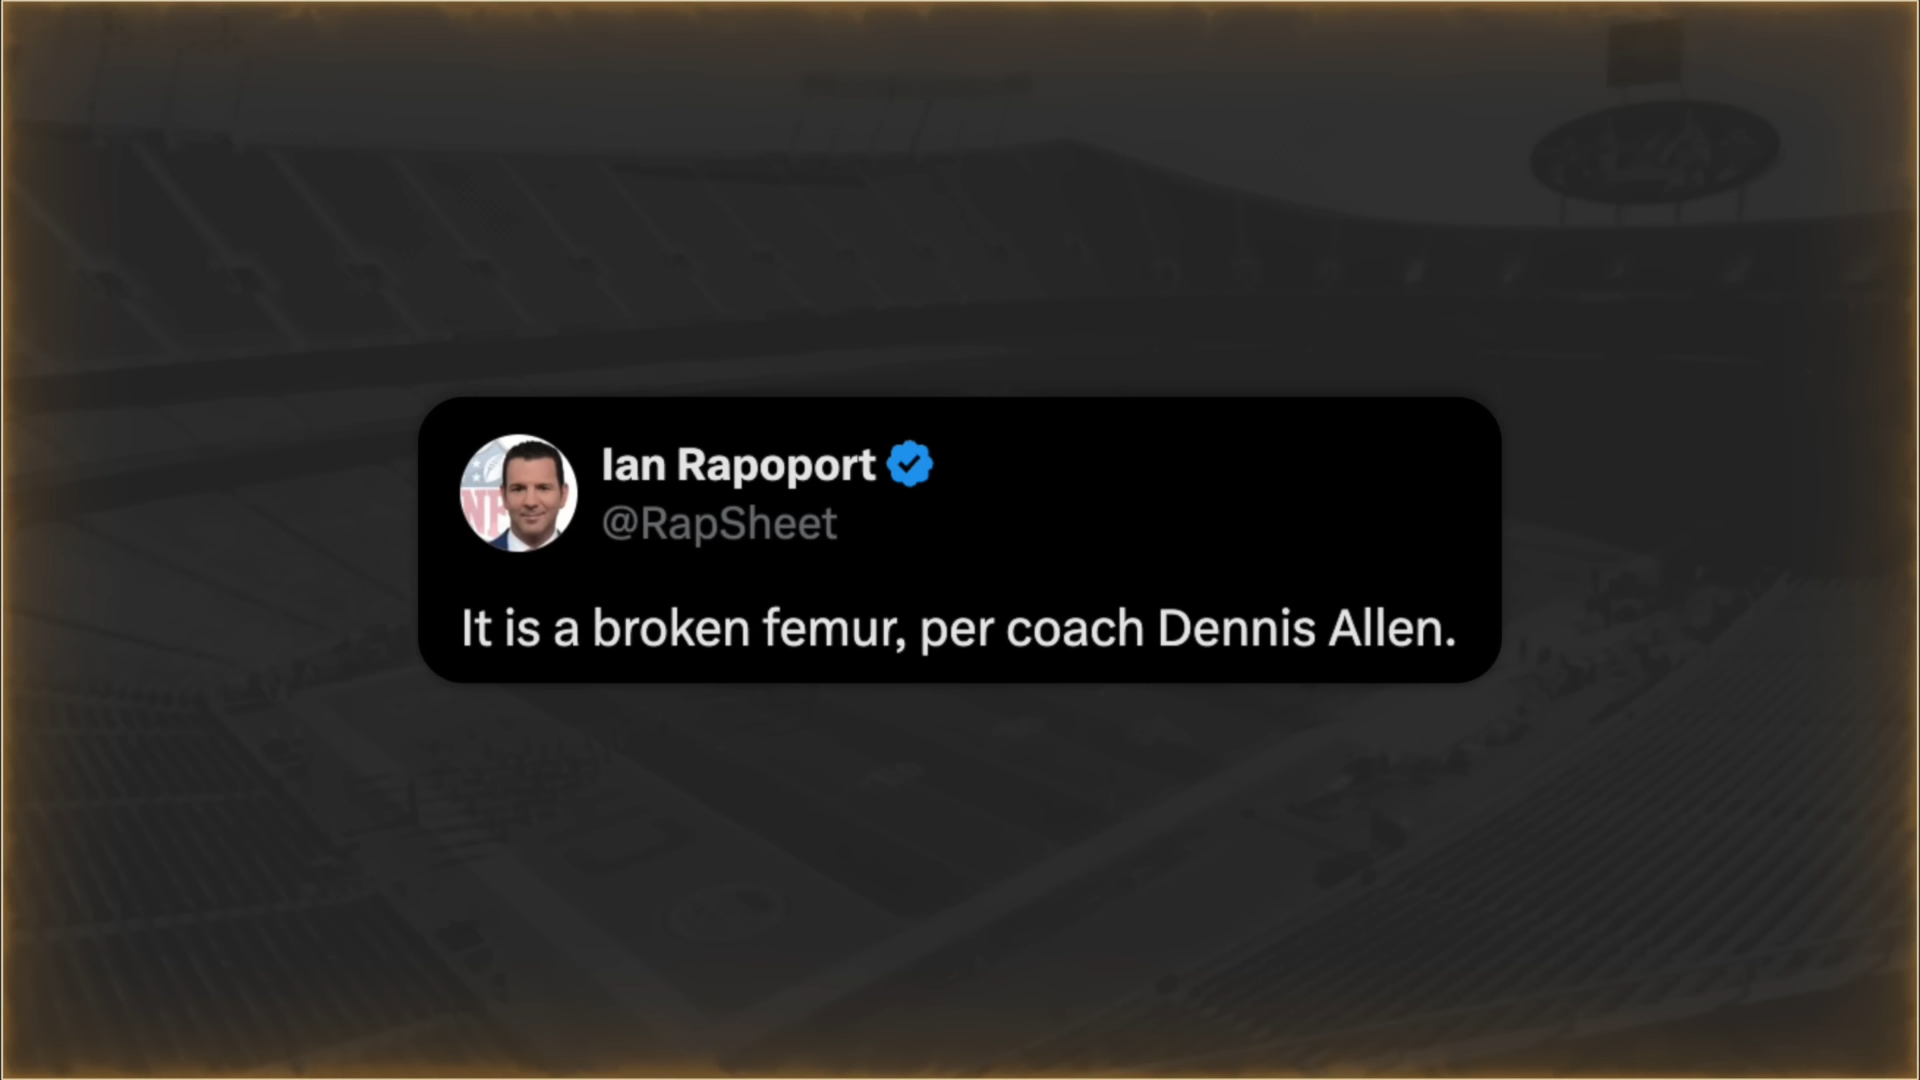 Ian Rapoport
@RapSheet
It is a broken femur, per coach Dennis Allen.